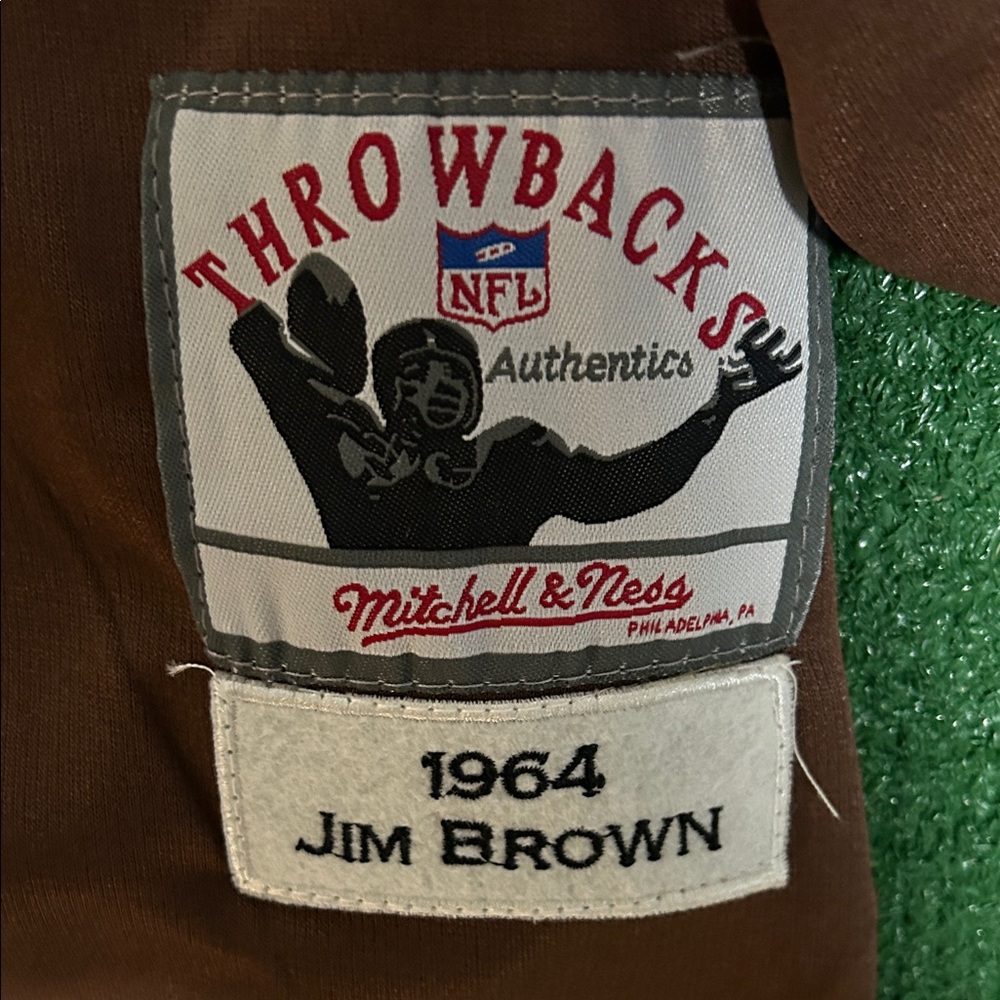 THROWBACKS
NFL
Authentics
Mitchell & Ness
PHILADELPHIA, PA
1964
JIM BROWN